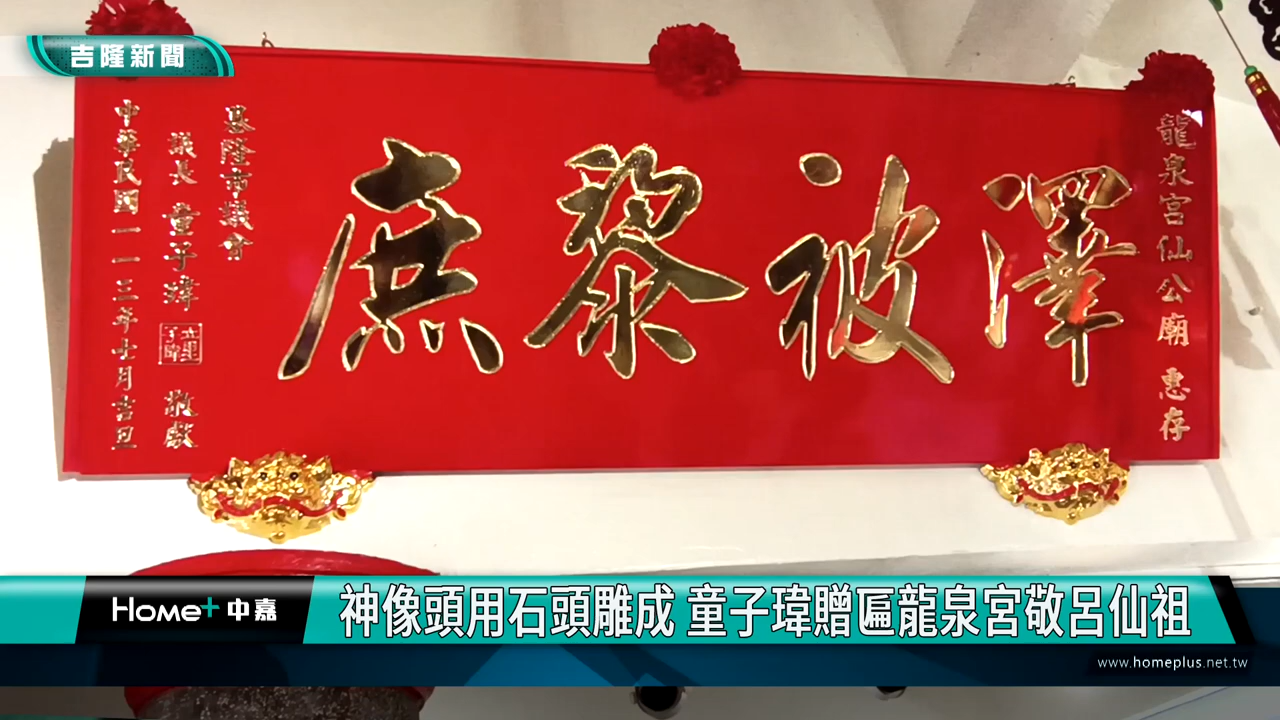 吉隆新聞
龍泉宮仙公廟 惠存
澤被黎庶
基隆市議會
議長 童子瑋 敬獻
中華民國一一三年十二月吉旦
Home+中嘉
神像頭用石頭雕成 童子瑋贈匾龍泉宮敬呂仙祖
www.homeplus.net.tw